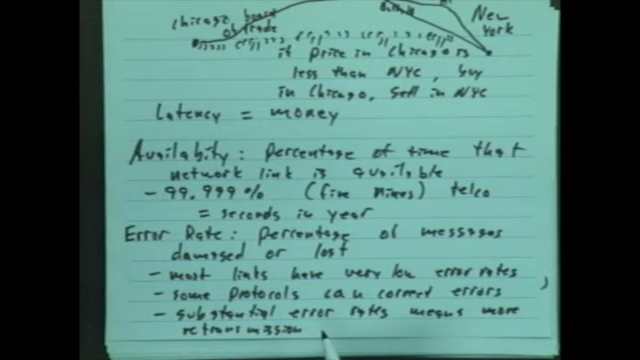 Chicago board
of Trade
Buffalo
New
York
if price in Chicago is
less than NYC, buy
in Chicago, sell in NYC
Latency = money
Availability: percentage of time that
network link is available
- 99.999% (five nines) telco
= seconds in year
Error Rate: percentage of messages
damaged or lost
- most links have very low error rates
- some protocols can correct errors
- substantial error rates means more
retransmission